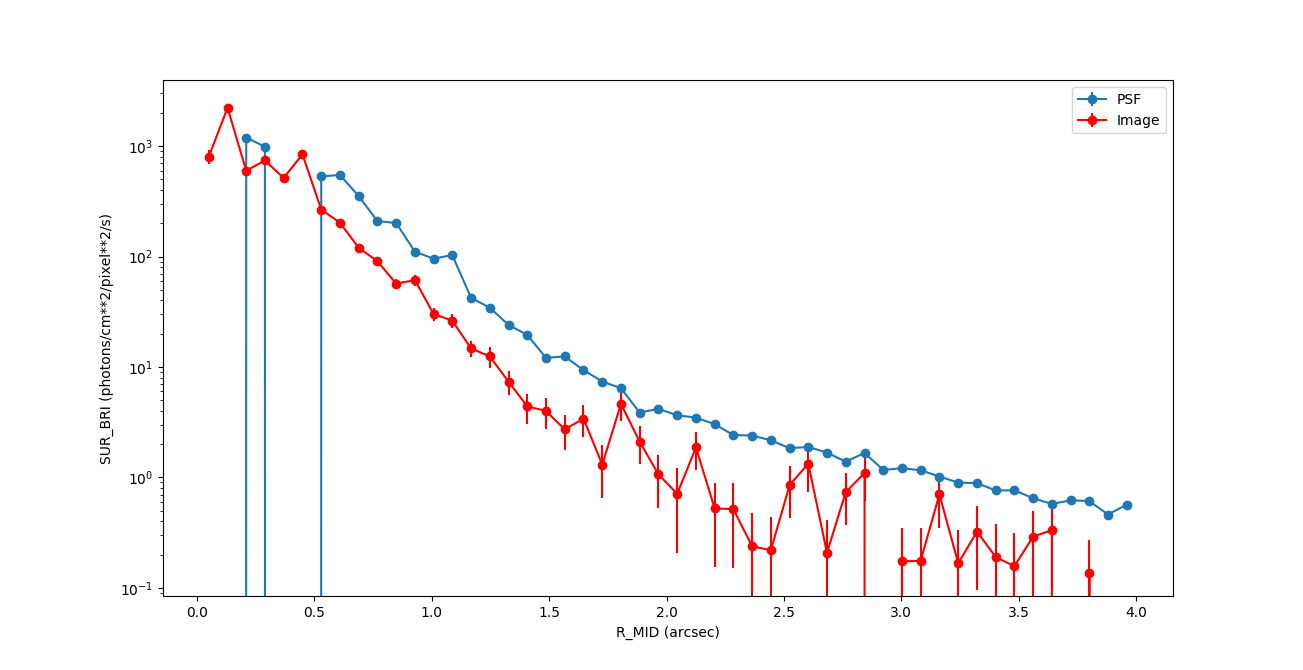 PSF
Image
SUR_BRI (photons/cm**2/pixel**2/s)
10³
10²
10¹
10⁰
10⁻¹
0.0 0.5 1.0 1.5 2.0 2.5 3.0 3.5 4.0
R_MID (arcsec)